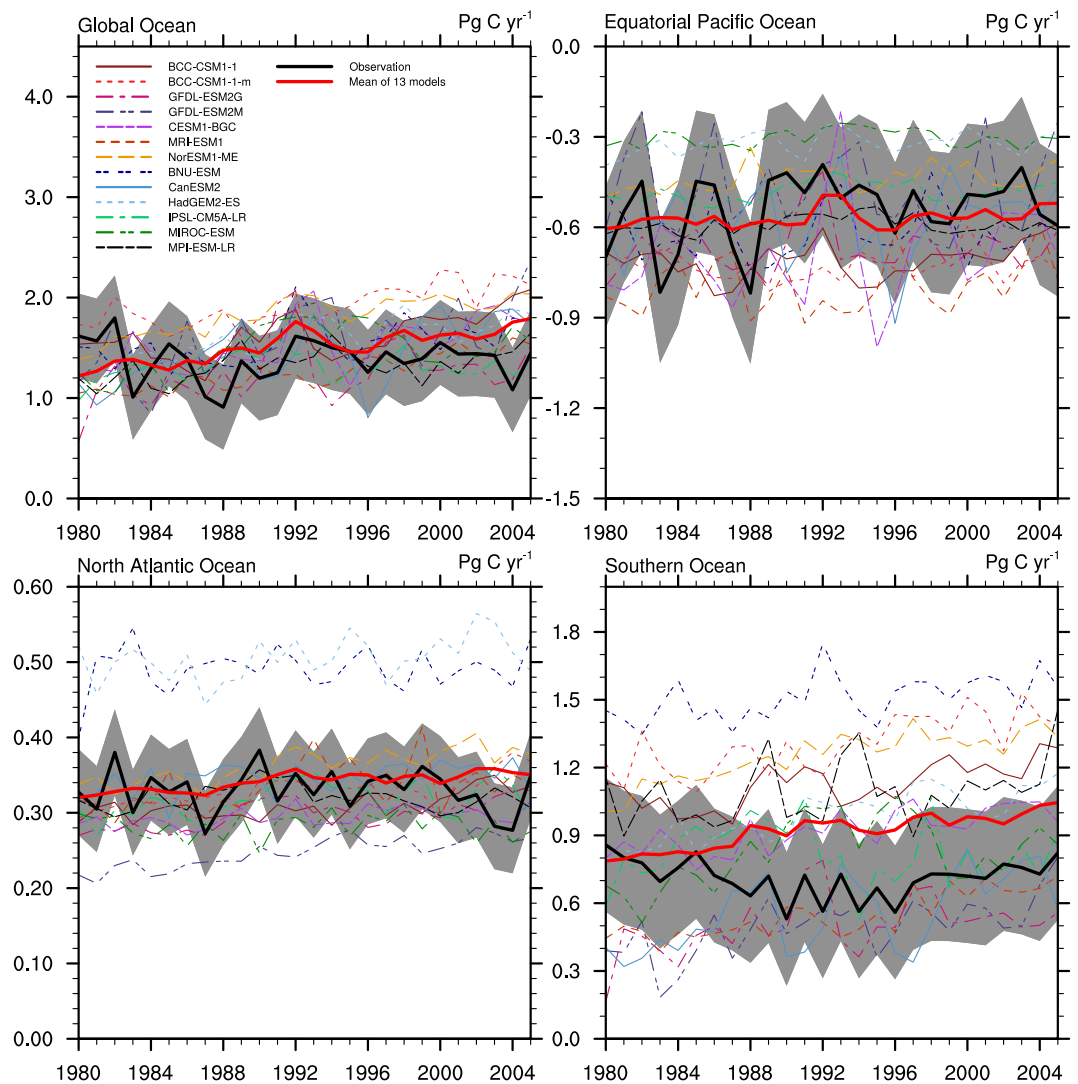 Global Ocean Pg C yr-1
4.0
3.0
2.0
1.0
0.0
1980 1984 1988 1992 1996 2000 2004
BCC-CSM1-1
BCC-CSM1-1-m
GFDL-ESM2G
GFDL-ESM2M
CESM1-BGC
MRI-ESM1
NorESM1-ME
BNU-ESM
CanESM2
HadGEM2-ES
IPSL-CM5A-LR
MIROC-ESM
MPI-ESM-LR
Observation
Mean of 13 models
Equatorial Pacific Ocean Pg C yr-1
0.0
-0.3
-0.6
-0.9
-1.2
-1.5
1980 1984 1988 1992 1996 2000 2004
North Atlantic Ocean Pg C yr-1
0.60
0.50
0.40
0.30
0.20
0.10
0.00
1980 1984 1988 1992 1996 2000 2004
Southern Ocean Pg C yr-1
1.8
1.5
1.2
0.9
0.6
0.3
0.0
1980 1984 1988 1992 1996 2000 2004